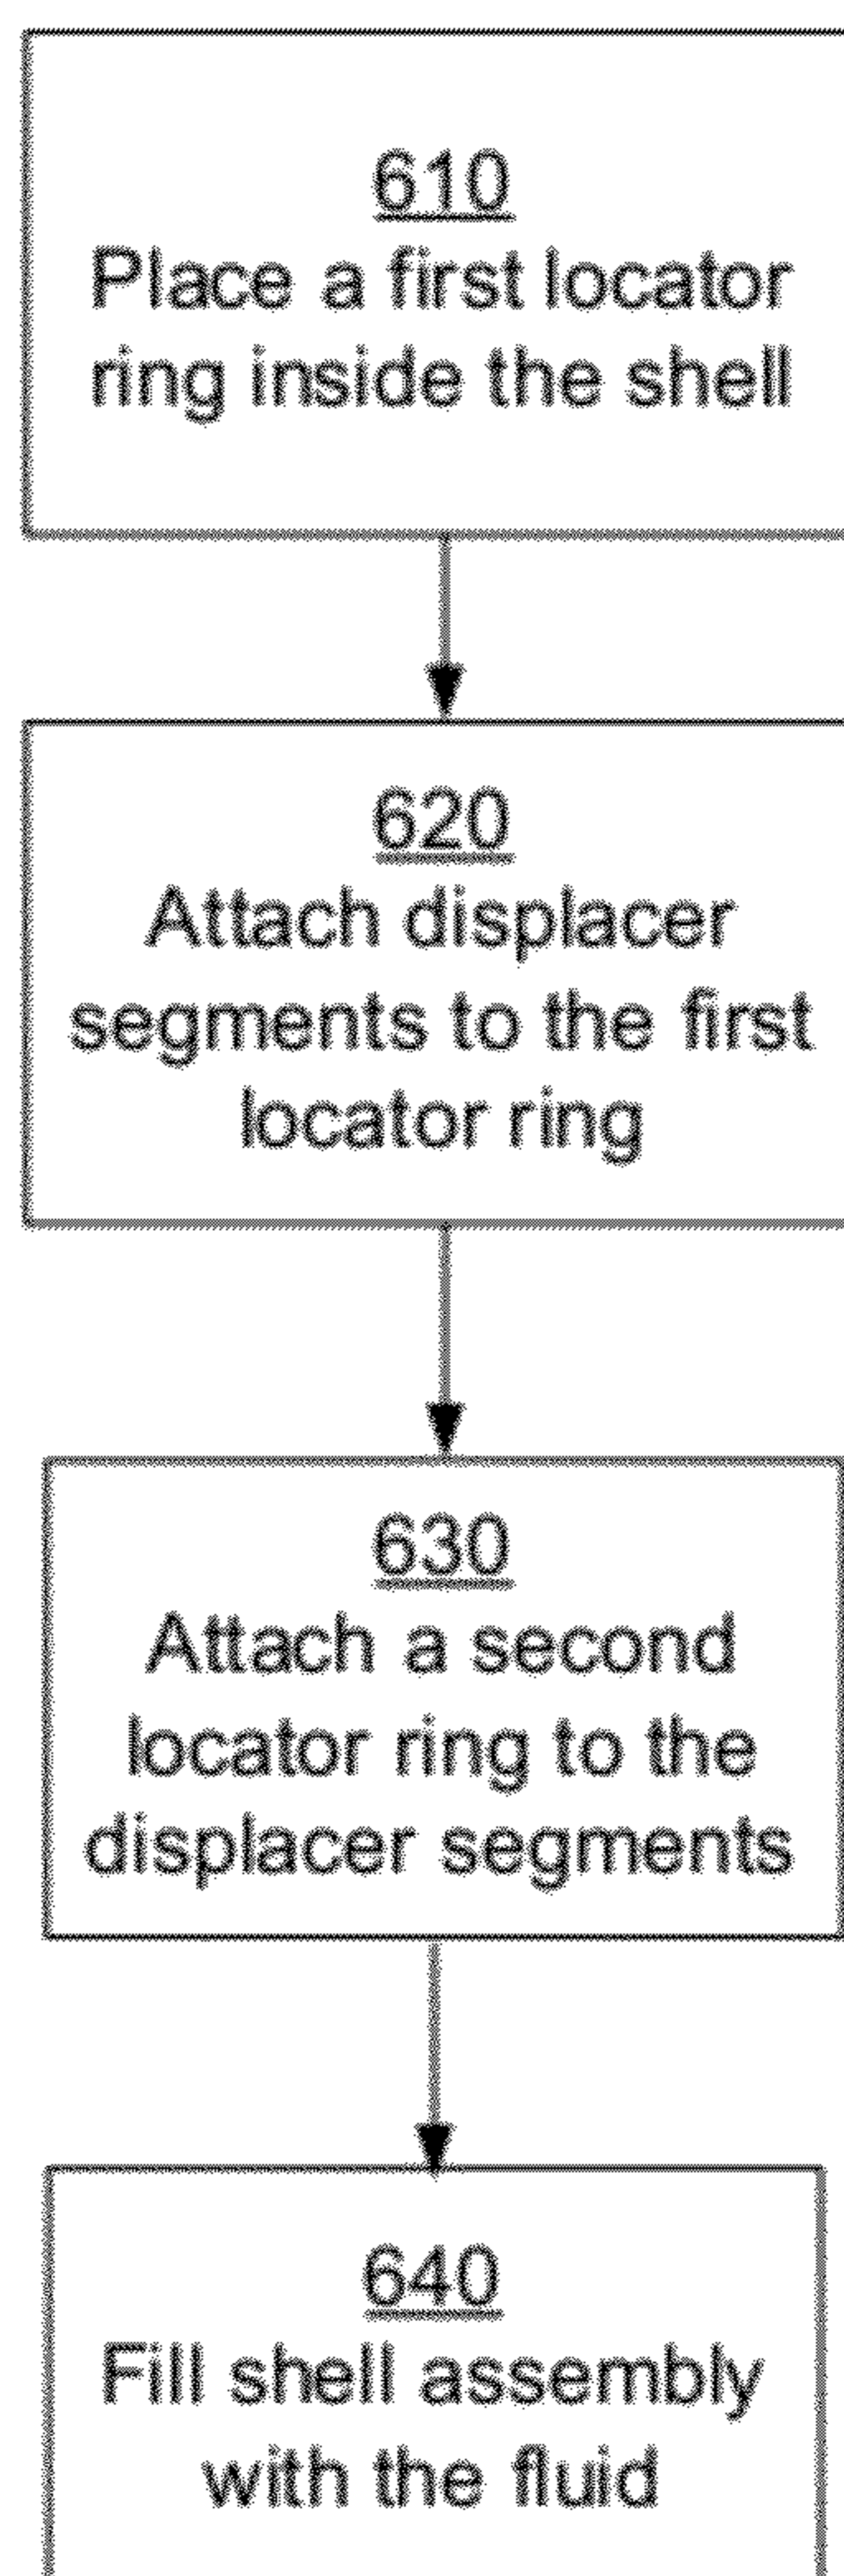 610
Place a first locator
ring inside the shell
620
Attach displacer
segments to the first
locator ring
630
Attach a second
locator ring to the
displacer segments
640
Fill shell assembly
with the fluid